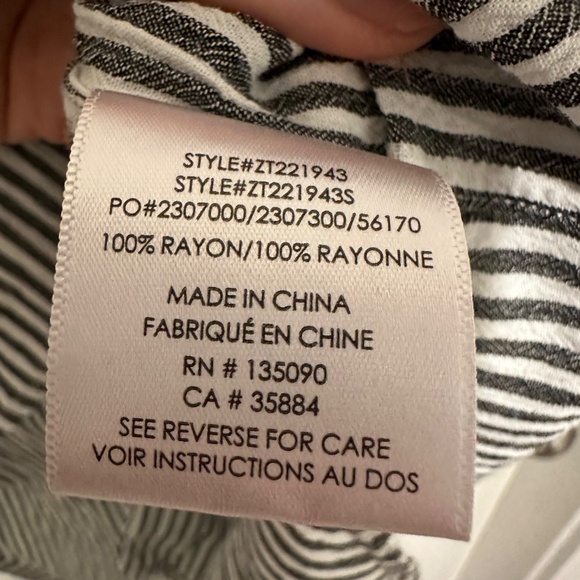 STYLE#ZT221943
STYLE#ZT221943S
PO#2307000/2307300/56170
100% RAYON/100% RAYONNE
MADE IN CHINA
FABRIQUÉ EN CHINE
RN # 135090
CA # 35884
SEE REVERSE FOR CARE
VOIR INSTRUCTIONS AU DOS